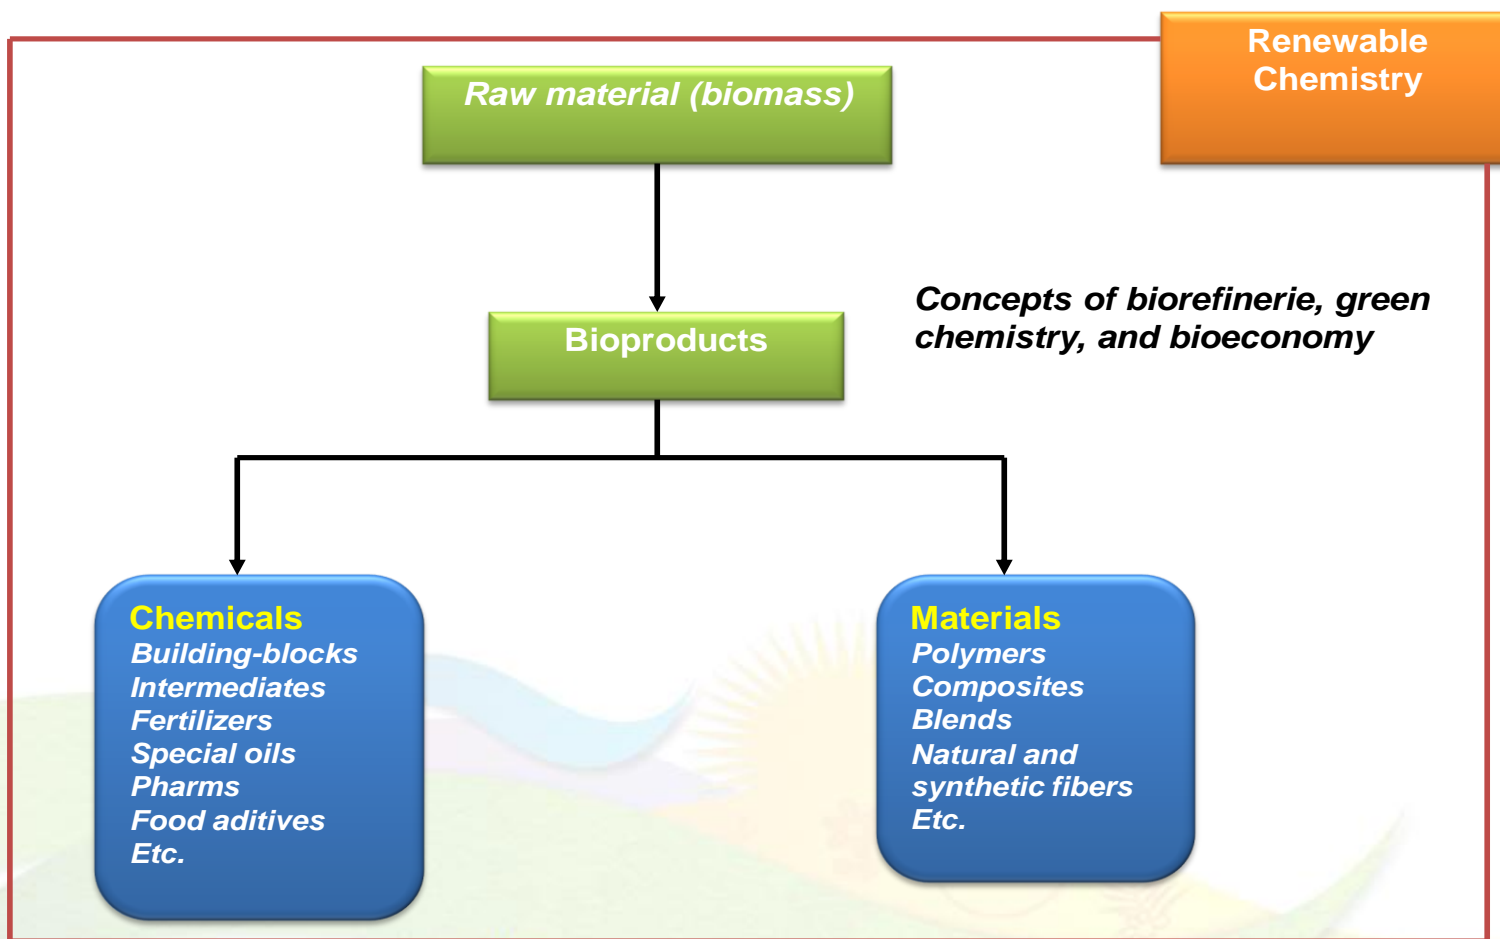 Renewable
Chemistry
Raw material (biomass)
Concepts of biorefinerie, green
chemistry, and bioeconomy
Bioproducts
Chemicals
Building-blocks
Intermediates
Fertilizers
Special oils
Pharms
Food aditives
Etc.
Materials
Polymers
Composites
Blends
Natural and
synthetic fibers
Etc.